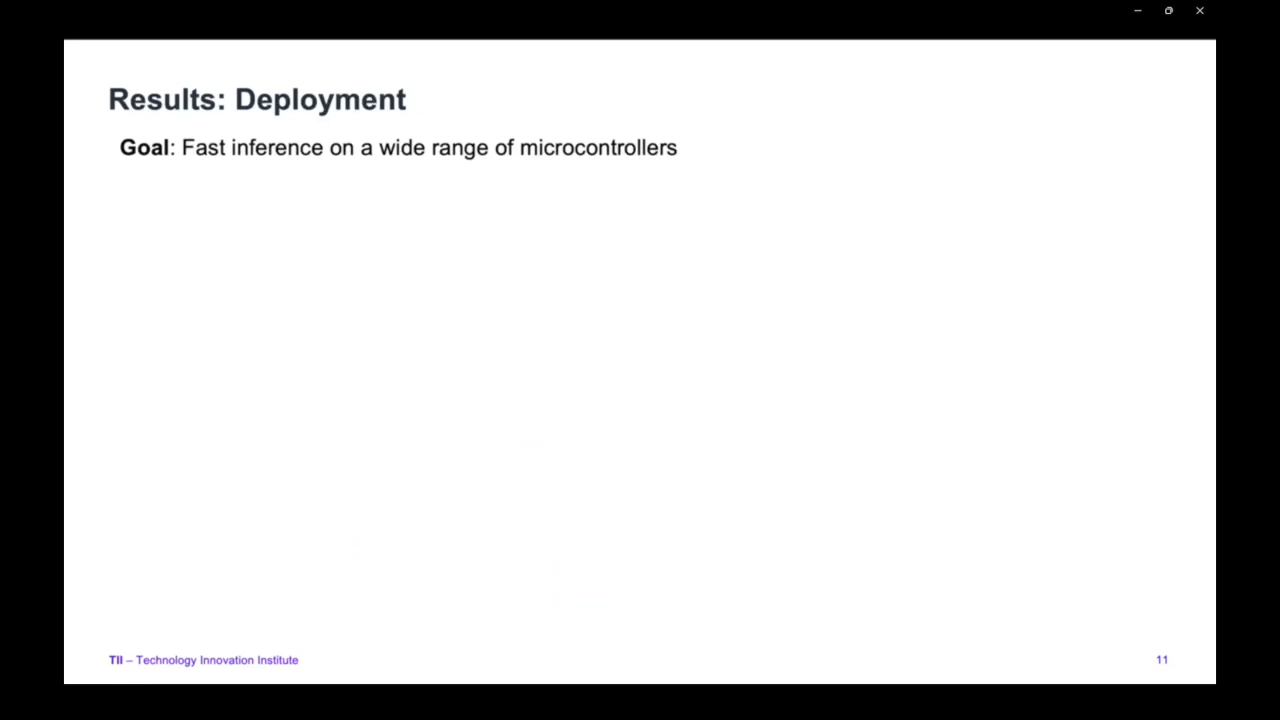 Results: Deployment
Goal: Fast inference on a wide range of microcontrollers
TII – Technology Innovation Institute
11